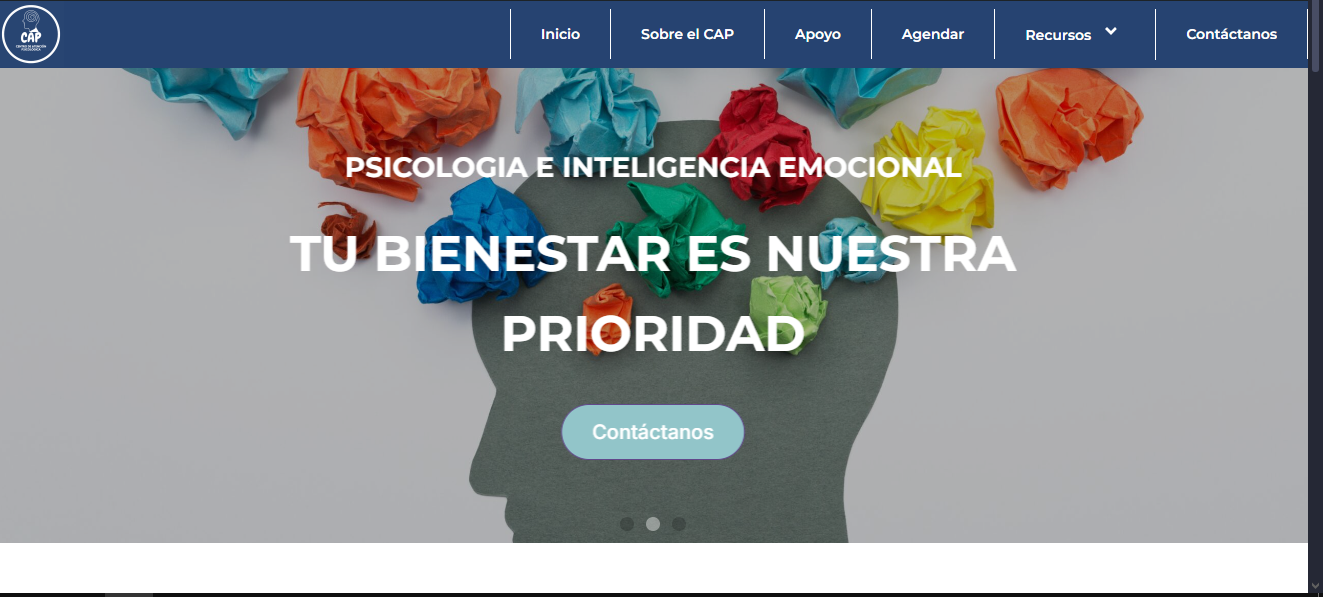 CAP
CENTRO DE ATENCIÓN
PSICOLÓGICA
Inicio
Sobre el CAP
Apoyo
Agendar
Recursos
Contáctanos
PSICOLOGIA E INTELIGENCIA EMOCIONAL
TU BIENESTAR ES NUESTRA
PRIORIDAD
Contáctanos